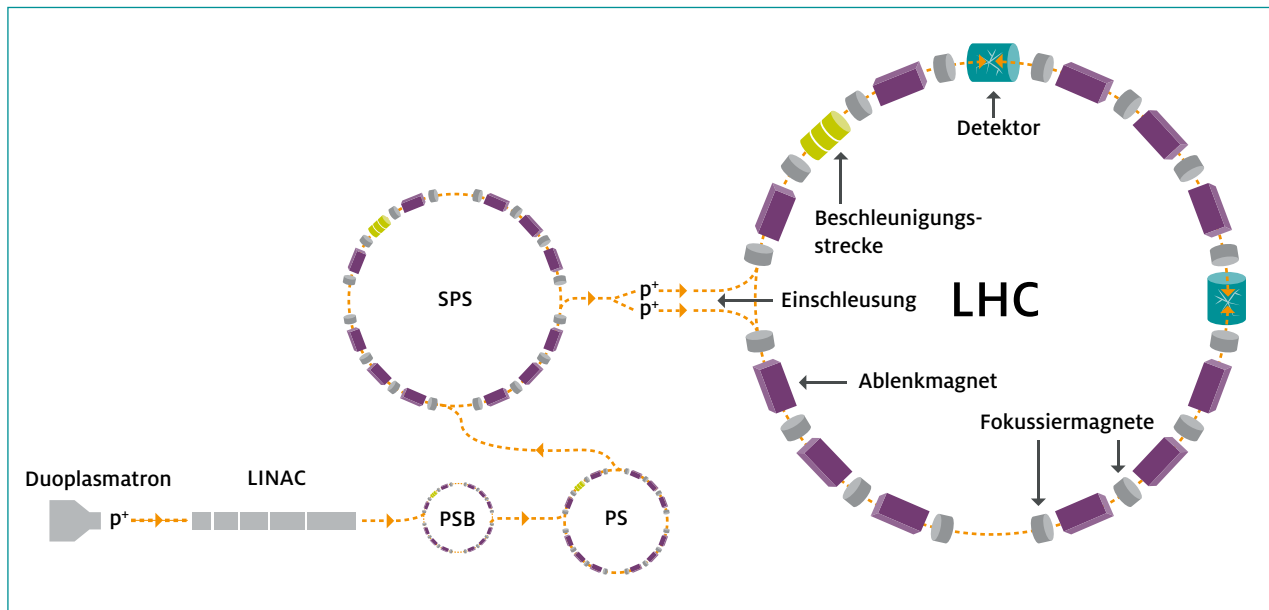 Detektor
Beschleunigungs-
strecke
SPS
p⁺
p⁺
Einschleusung
LHC
Ablenkmagnet
Fokussiermagnete
Duoplasmatron
LINAC
p⁺
PSB
PS